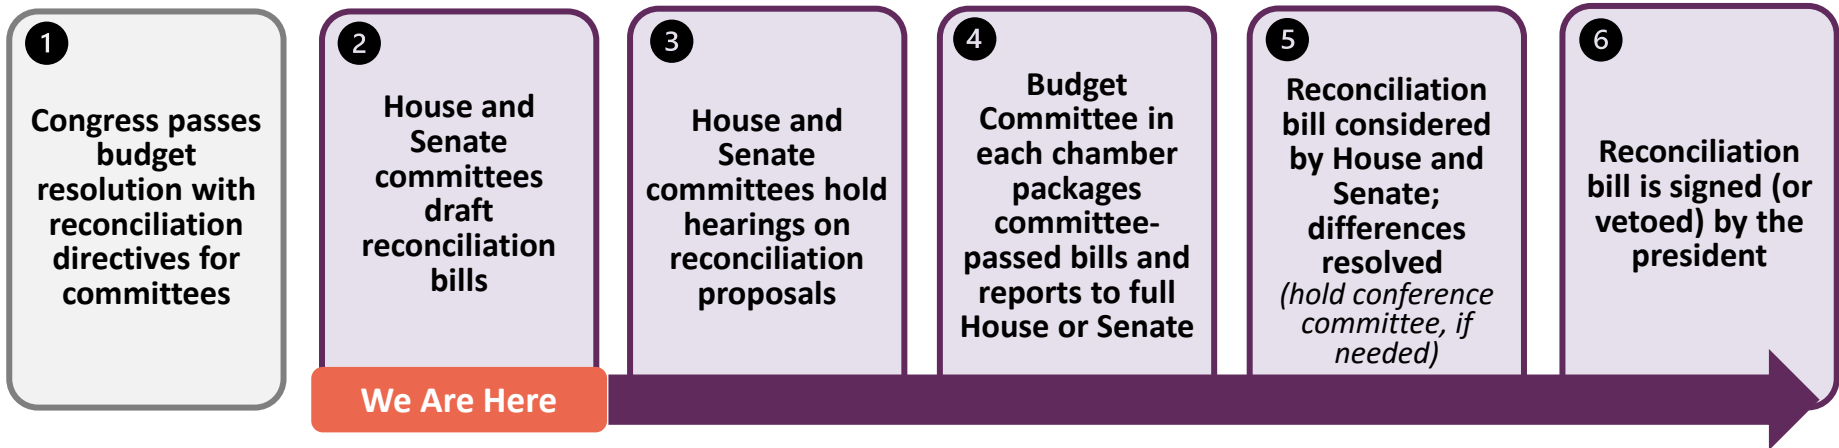 1
Congress passes
budget
resolution with
reconciliation
directives for
committees
2
House and
Senate
committees
draft
reconciliation
bills
3
House and
Senate
committees hold
hearings on
reconciliation
proposals
4
Budget
Committee in
each chamber
packages
committee-
passed bills and
reports to full
House or Senate
5
Reconciliation
bill considered
by House and
Senate;
differences
resolved
(hold conference
committee, if
needed)
6
Reconciliation
bill is signed (or
vetoed) by the
president
We Are Here